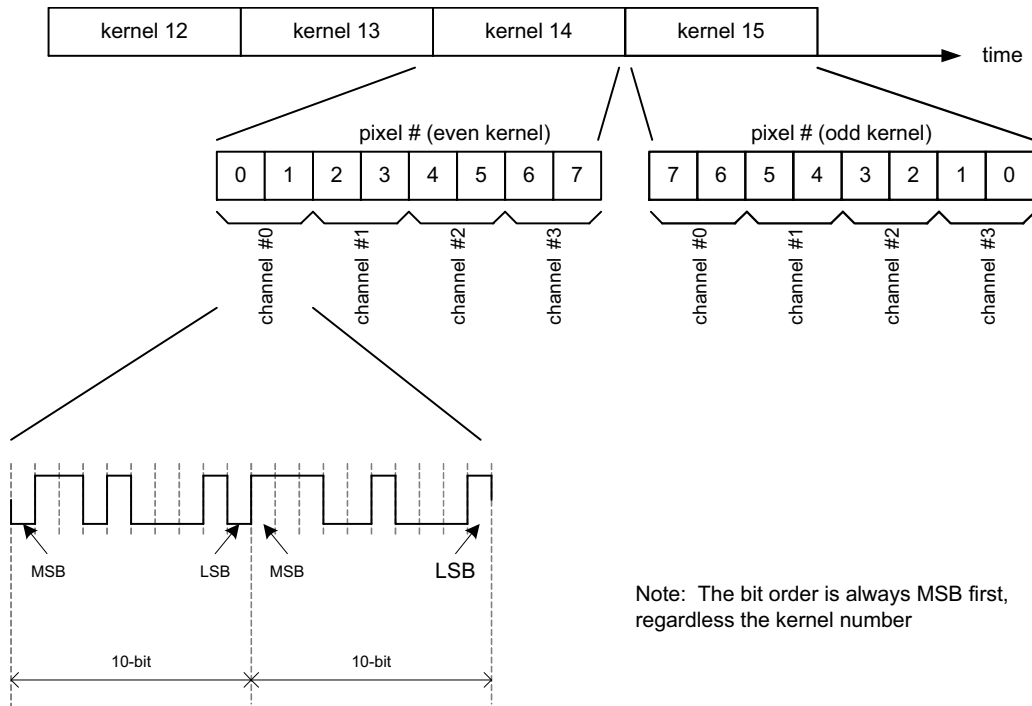 kernel 12 kernel 13 kernel 14 kernel 15
time
pixel # (even kernel) pixel # (odd kernel)
0 1 2 3 4 5 6 7 7 6 5 4 3 2 1 0
channel #0 channel #1 channel #2 channel #3 channel #0 channel #1 channel #2 channel #3
MSB LSB MSB LSB
Note: The bit order is always MSB first,
regardless the kernel number
10-bit 10-bit